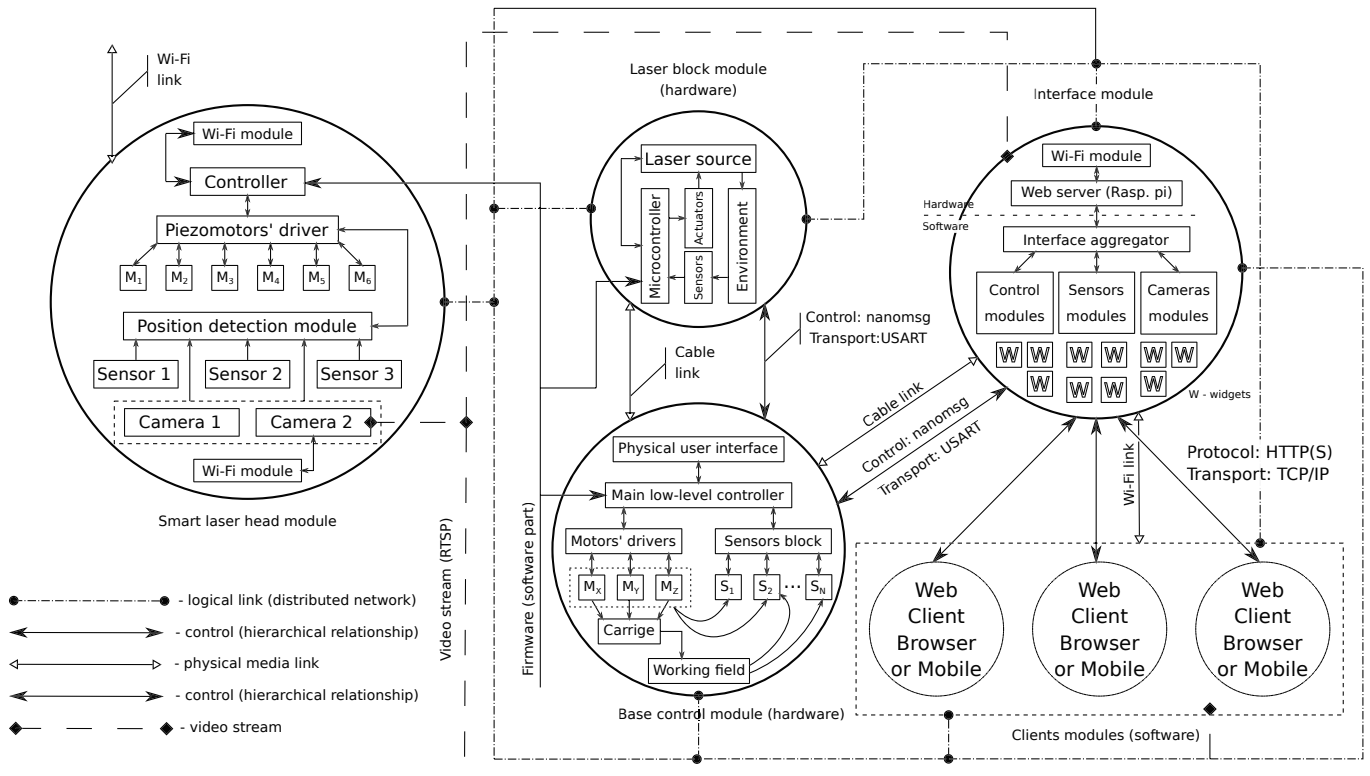 Wi-Fi
link
Wi-Fi module
Controller
Piezomotors' driver
M1
M2
M3
M4
M5
M6
Position detection module
Sensor 1
Sensor 2
Sensor 3
Camera 1
Camera 2
Wi-Fi module
Smart laser head module
- logical link (distributed network)
- control (hierarchical relationship)
- physical media link
- control (hierarchical relationship)
- video stream
Video stream (RTSP)
Firmware (software part)
Laser block module
(hardware)
Laser source
Microcontroller
Actuators
Sensors
Environment
Cable
link
Control: nanomsg
Transport:USART
Physical user interface
Main low-level controller
Motors' drivers
Sensors block
MX
MY
MZ
S1
S2
...
SN
Carrige
Working field
Base control module (hardware)
Cable link
Control: nanomsg
Transport: USART
Interface module
Wi-Fi module
Web server (Rasp. pi)
Hardware
Software
Interface aggregator
Control
modules
Sensors
modules
Cameras
modules
W
W
W
W
W
W
W
W
W
W
W - widgets
Wi-Fi link
Protocol: HTTP(S)
Transport: TCP/IP
Web
Client
Browser
or Mobile
Web
Client
Browser
or Mobile
Web
Client
Browser
or Mobile
Clients modules (software)